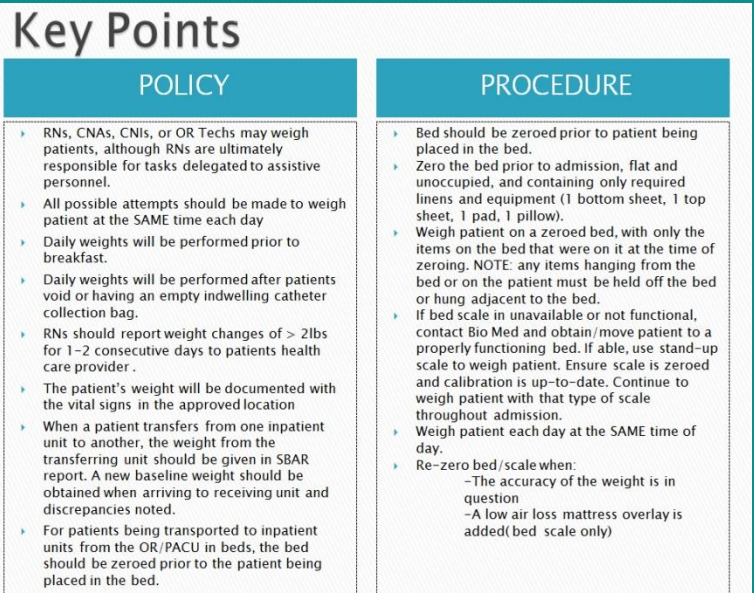 Key Points
POLICY
RNs, CNAs, CNIs, or OR Techs may weigh
patients, although RNs are ultimately
responsible for tasks delegated to assistive
personnel.
All possible attempts should be made to weigh
patient at the SAME time each day
Daily weights will be performed prior to
breakfast.
Daily weights will be performed after patients
void or having an empty indwelling catheter
collection bag.
RNs should report weight changes of > 2lbs
for 1-2 consecutive days to patients health
care provider .
The patient's weight will be documented with
the vital signs in the approved location
When a patient transfers from one inpatient
unit to another, the weight from the
transferring unit should be given in SBAR
report. A new baseline weight should be
obtained when arriving to receiving unit and
discrepancies noted.
For patients being transported to inpatient
units from the OR/PACU in beds, the bed
should be zeroed prior to the patient being
placed in the bed.
PROCEDURE
Bed should be zeroed prior to patient being
placed in the bed.
Zero the bed prior to admission, flat and
unoccupied, and containing only required
linens and equipment (1 bottom sheet, 1 top
sheet, 1 pad, 1 pillow).
Weigh patient on a zeroed bed, with only the
items on the bed that were on it at the time of
zeroing. NOTE: any items hanging from the
bed or on the patient must be held off the bed
or hung adjacent to the bed.
If bed scale in unavailable or not functional,
contact Bio Med and obtain/move patient to a
properly functioning bed. If able, use stand-up
scale to weigh patient. Ensure scale is zeroed
and calibration is up-to-date. Continue to
weigh patient with that type of scale
throughout admission.
Weigh patient each day at the SAME time of
day.
Re-zero bed/scale when:
-The accuracy of the weight is in
question
-A low air loss mattress overlay is
added(bed scale only)